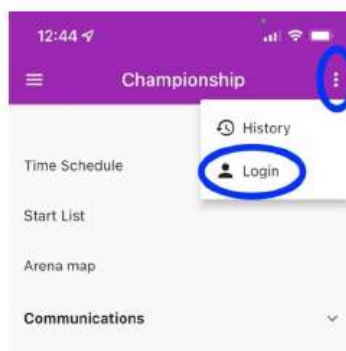 12:44
Championship
History
Time Schedule
Login
Start List
Arena map
Communications